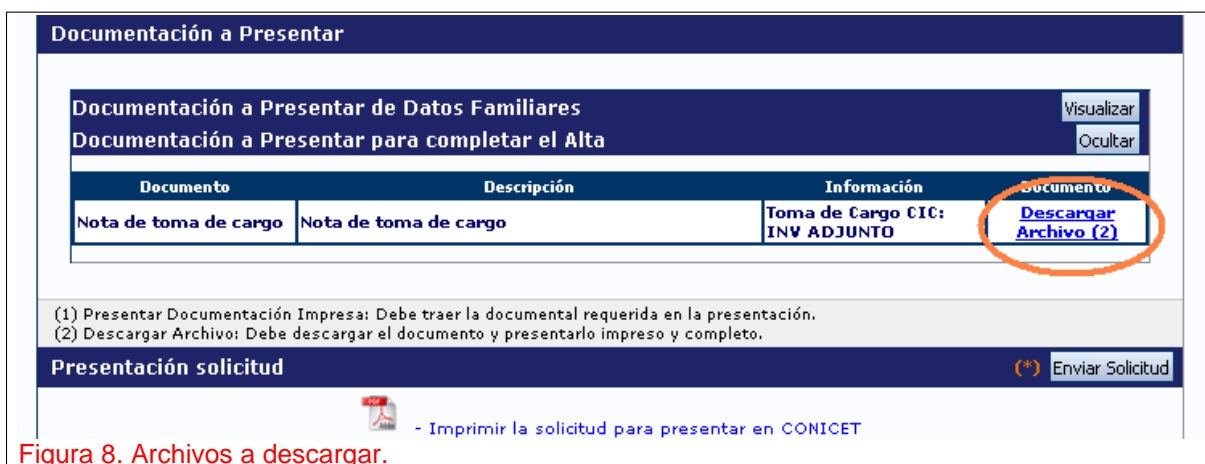 Documentación a Presentar
Documentación a Presentar de Datos Familiares Visualizar
Documentación a Presentar para completar el Alta Ocultar
Documento Descripción Información Documento
Nota de toma de cargo Nota de toma de cargo Toma de Cargo CIC: Descargar
INV ADJUNTO Archivo (2)
(1) Presentar Documentación Impresa: Debe traer la documental requerida en la presentación.
(2) Descargar Archivo: Debe descargar el documento y presentarlo impreso y completo.
Presentación solicitud (*) Enviar Solicitud
PDF - Imprimir la solicitud para presentar en CONICET
Figura 8. Archivos a descargar.